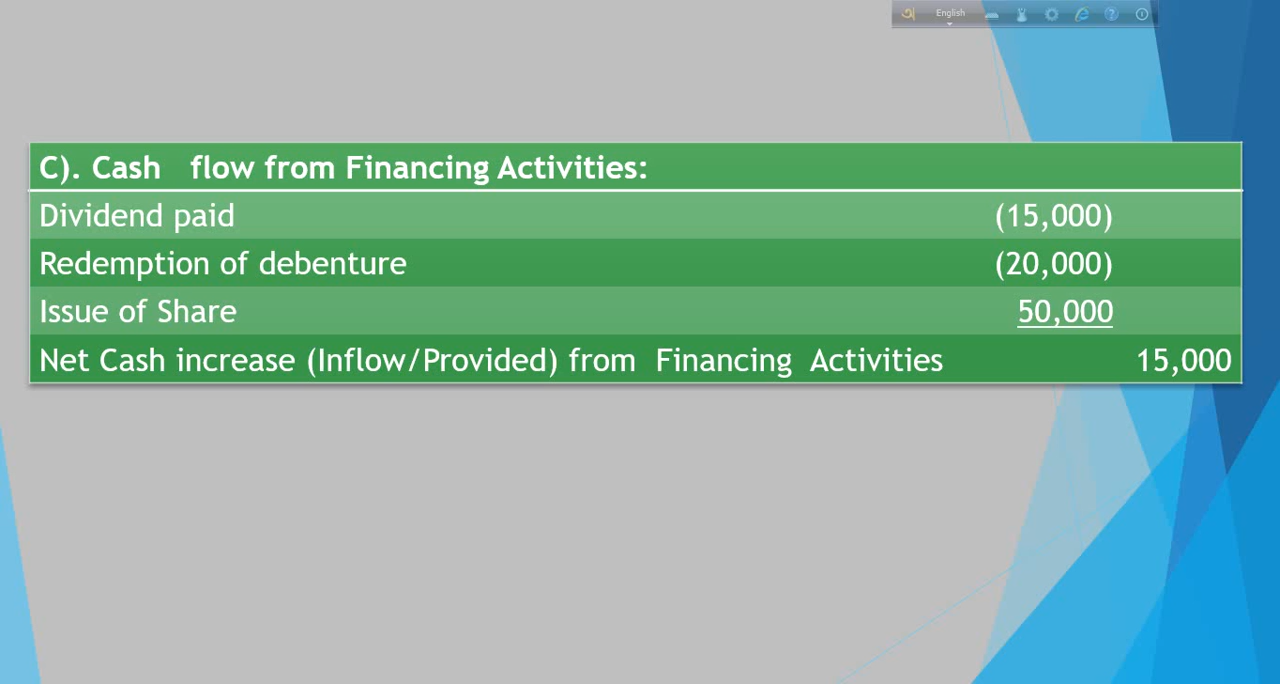 অ English
C). Cash flow from Financing Activities:
Dividend paid (15,000)
Redemption of debenture (20,000)
Issue of Share 50,000
Net Cash increase (Inflow/Provided) from Financing Activities 15,000